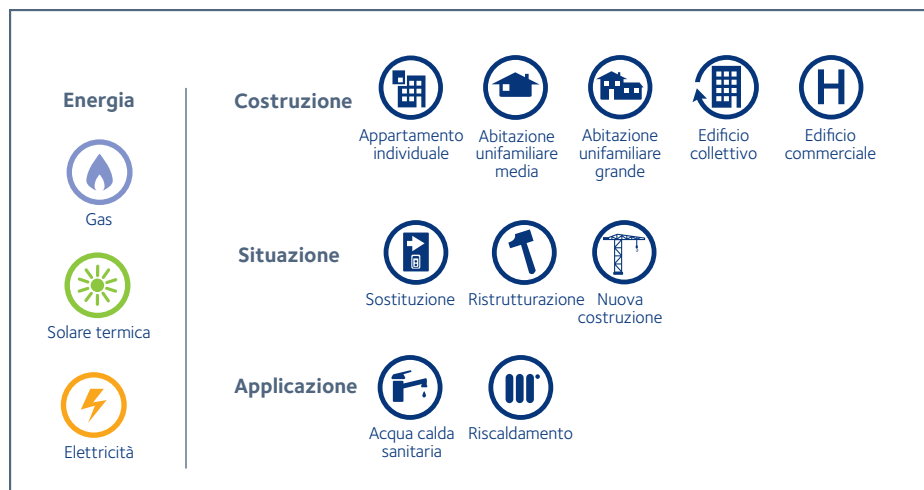 Energia
Gas
Solare termica
Elettricità
Costruzione
Appartamento
individuale
Abitazione
unifamiliare
media
Abitazione
unifamiliare
grande
Edificio
collettivo
Edificio
commerciale
Situazione
Sostituzione
Ristrutturazione
Nuova
costruzione
Applicazione
Acqua calda
sanitaria
Riscaldamento